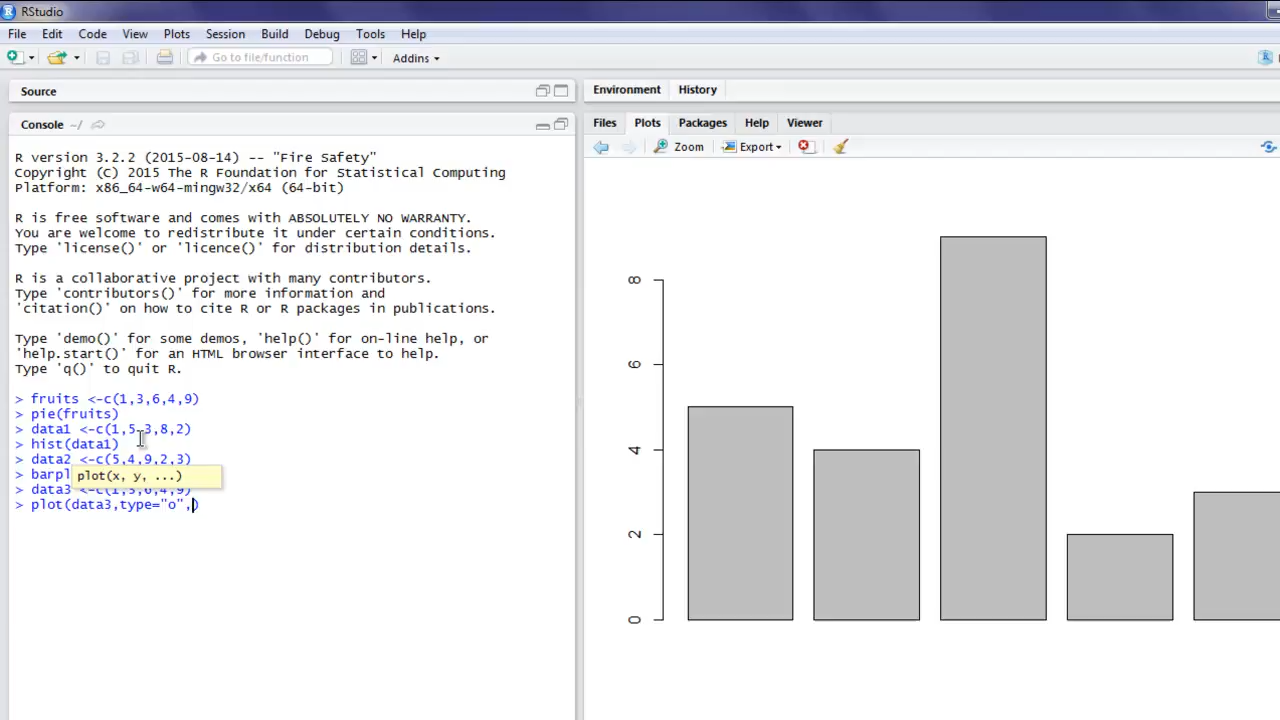 RStudio
File Edit Code View Plots Session Build Debug Tools Help
Go to file/function
Addins
Source
Environment History
Console ~/
Files Plots Packages Help Viewer
Zoom Export
R version 3.2.2 (2015-08-14) -- "Fire Safety"
Copyright (C) 2015 The R Foundation for Statistical Computing
Platform: x86_64-w64-mingw32/x64 (64-bit)
R is free software and comes with ABSOLUTELY NO WARRANTY.
You are welcome to redistribute it under certain conditions.
Type 'license()' or 'licence()' for distribution details.
R is a collaborative project with many contributors.
Type 'contributors()' for more information and
'citation()' on how to cite R or R packages in publications.
Type 'demo()' for some demos, 'help()' for on-line help, or
'help.start()' for an HTML browser interface to help.
Type 'q()' to quit R.
> fruits <-c(1,3,6,4,9)
> pie(fruits)
> data1 <-c(1,5,3,8,2)
> hist(data1)
> data2 <-c(5,4,9,2,3)
> barpl
plot(x, y, ...)
> data3 <-c(1,3,6,4,9)
> plot(data3,type="o",)
8
6
4
2
0